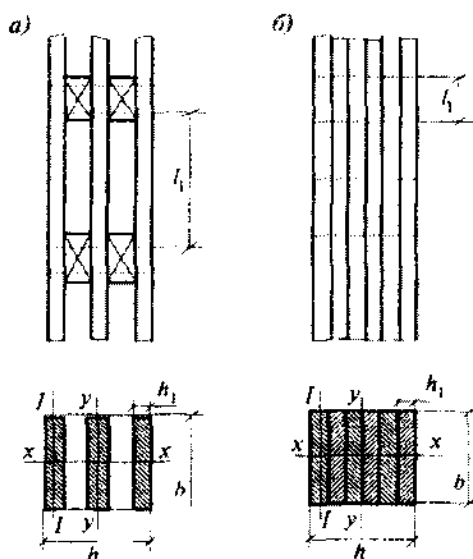 а) б)
l₁ l₁
I y h₁ I y h₁
x x b x x b
I y I y
h h